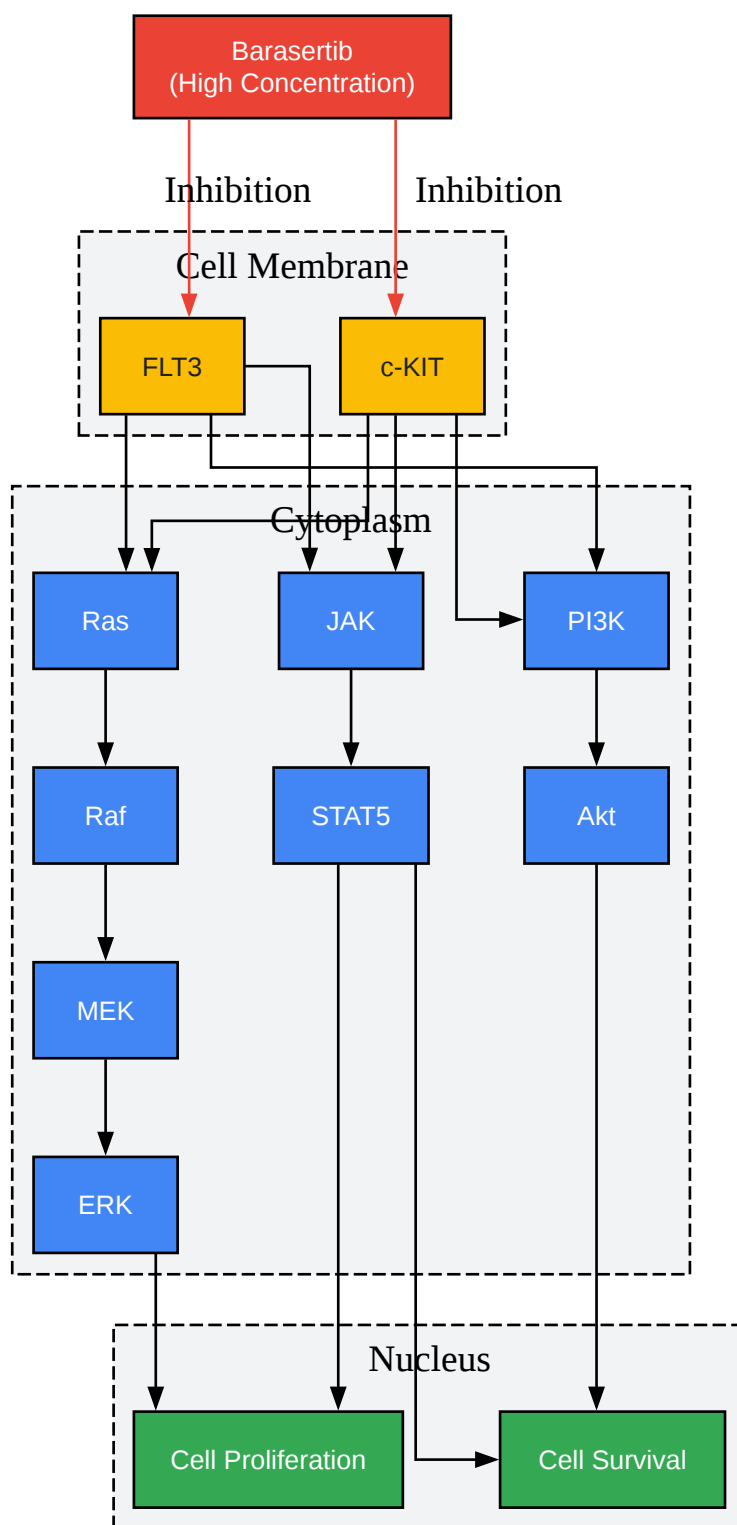 Barasertib
(High Concentration)
Inhibition
Inhibition
Cell Membrane
FLT3
c-KIT
Cytoplasm
Ras
JAK
PI3K
Raf
STAT5
Akt
MEK
ERK
Nucleus
Cell Proliferation
Cell Survival